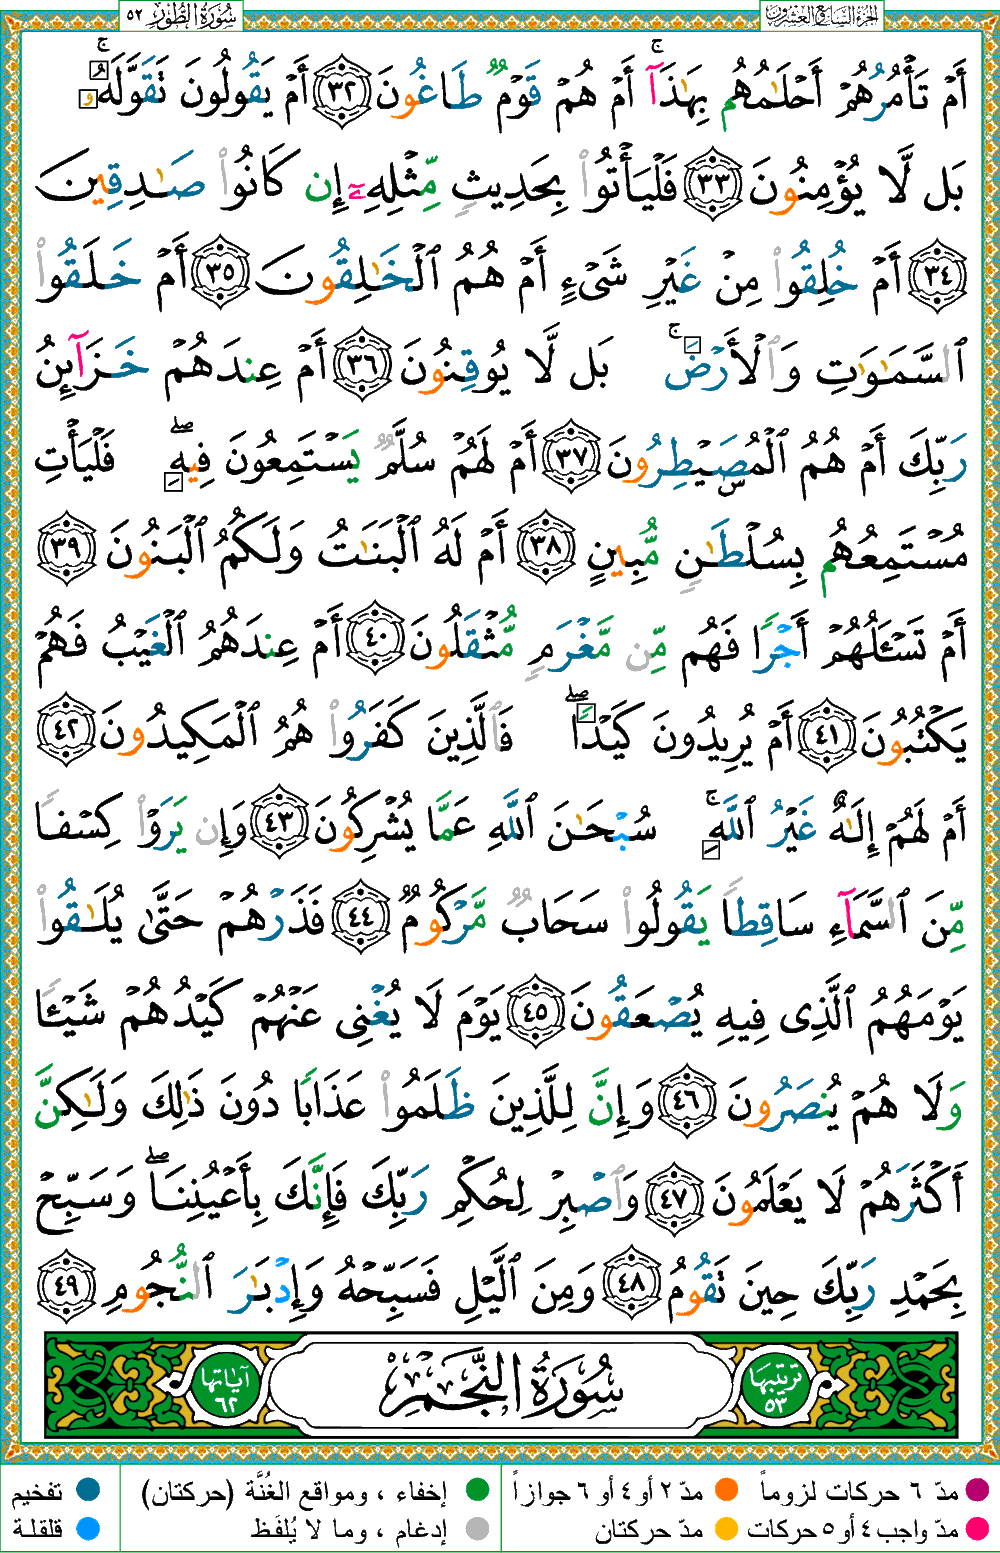 سُورَةُ الطُّورِ ٥٢
الجزء السابع العشرون
أَمْ تَأْمُرُهُمْ أَحْلَٰمُهُم بِهَٰذَآ ۚ أَمْ هُمْ قَوْمٌ طَاغُونَ ٣٢ أَمْ يَقُولُونَ تَقَوَّلَهُۥ ۚ
بَل لَّا يُؤْمِنُونَ ٣٣ فَلْيَأْتُوا۟ بِحَدِيثٍ مِّثْلِهِۦٓ إِن كَانُوا۟ صَٰدِقِينَ
٣٤ أَمْ خُلِقُوا۟ مِنْ غَيْرِ شَىْءٍ أَمْ هُمُ ٱلْخَٰلِقُونَ ٣٥ أَمْ خَلَقُوا۟
ٱلسَّمَٰوَٰتِ وَٱلْأَرْضَ ۚ بَل لَّا يُوقِنُونَ ٣٦ أَمْ عِندَهُمْ خَزَآئِنُ
رَبِّكَ أَمْ هُمُ ٱلْمُصَۣيْطِرُونَ ٣٧ أَمْ لَهُمْ سُلَّمٌ يَسْتَمِعُونَ فِيهِ ۖ فَلْيَأْتِ
مُسْتَمِعُهُم بِسُلْطَٰنٍ مُّبِينٍ ٣٨ أَمْ لَهُ ٱلْبَنَٰتُ وَلَكُمُ ٱلْبَنُونَ ٣٩
أَمْ تَسْـَٔلُهُمْ أَجْرًا فَهُم مِّن مَّغْرَمٍ مُّثْقَلُونَ ٤٠ أَمْ عِندَهُمُ ٱلْغَيْبُ فَهُمْ
يَكْتُبُونَ ٤١ أَمْ يُرِيدُونَ كَيْدًا ۖ فَٱلَّذِينَ كَفَرُوا۟ هُمُ ٱلْمَكِيدُونَ ٤٢
أَمْ لَهُمْ إِلَٰهٌ غَيْرُ ٱللَّهِ ۚ سُبْحَٰنَ ٱللَّهِ عَمَّا يُشْرِكُونَ ٤٣ وَإِن يَرَوْا۟ كِسْفًا
مِّنَ ٱلسَّمَآءِ سَاقِطًا يَقُولُوا۟ سَحَابٌ مَّرْكُومٌ ٤٤ فَذَرْهُمْ حَتَّىٰ يُلَٰقُوا۟
يَوْمَهُمُ ٱلَّذِى فِيهِ يُصْعَقُونَ ٤٥ يَوْمَ لَا يُغْنِى عَنْهُمْ كَيْدُهُمْ شَيْـًٔا
وَلَا هُمْ يُنصَرُونَ ٤٦ وَإِنَّ لِلَّذِينَ ظَلَمُوا۟ عَذَابًا دُونَ ذَٰلِكَ وَلَٰكِنَّ
أَكْثَرَهُمْ لَا يَعْلَمُونَ ٤٧ وَٱصْبِرْ لِحُكْمِ رَبِّكَ فَإِنَّكَ بِأَعْيُنِنَا ۖ وَسَبِّحْ
بِحَمْدِ رَبِّكَ حِينَ تَقُومُ ٤٨ وَمِنَ ٱلَّيْلِ فَسَبِّحْهُ وَإِدْبَٰرَ ٱلنُّجُومِ ٤٩
ترتيبها ٥٣
سُورَةُ النَّجْمِ
آياتها ٦٢
مدّ ٦ حركات لزوماً
مدّ ٢ أو ٤ أو ٦ جوازاً
إخفاء ، ومواقع الغُنَّة (حركتان)
تفخيم
مدّ واجب ٤ أو ٥ حركات
مدّ حركتان
إدغام ، وما لا يُلفَظ
قلقلة